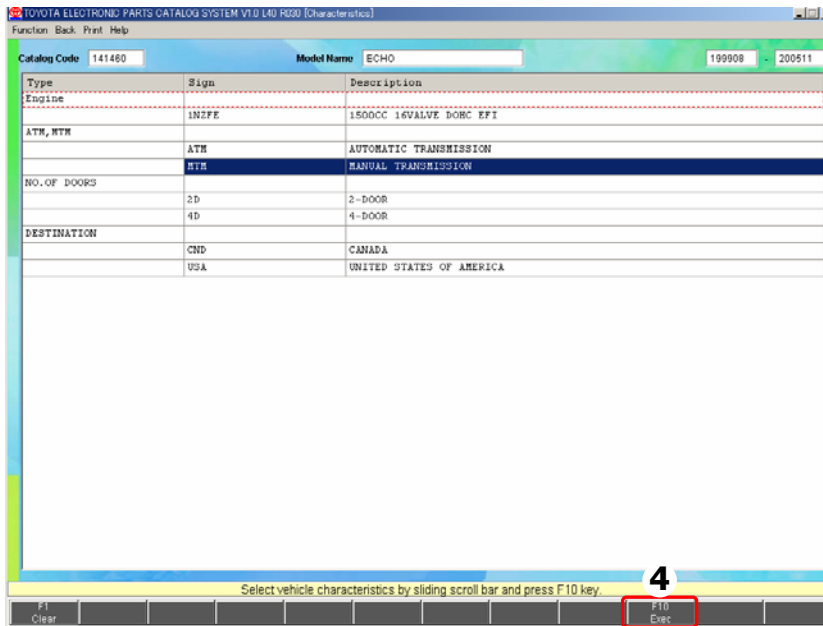 TOYOTA ELECTRONIC PARTS CATALOG SYSTEM V1.0 L40 R030 [Characteristics]
Function Back Print Help
Catalog Code 141460 Model Name ECHO 199908 - 200511
Type Sign Description
Engine
1NZFE 1500CC 16VALVE DOHC EFI
ATM,MTM
ATM AUTOMATIC TRANSMISSION
MTM MANUAL TRANSMISSION
NO.OF DOORS
2D 2-DOOR
4D 4-DOOR
DESTINATION
CND CANADA
USA UNITED STATES OF AMERICA
4
Select vehicle characteristics by sliding scroll bar and press F10 key.
F1 F10
Clear Exec